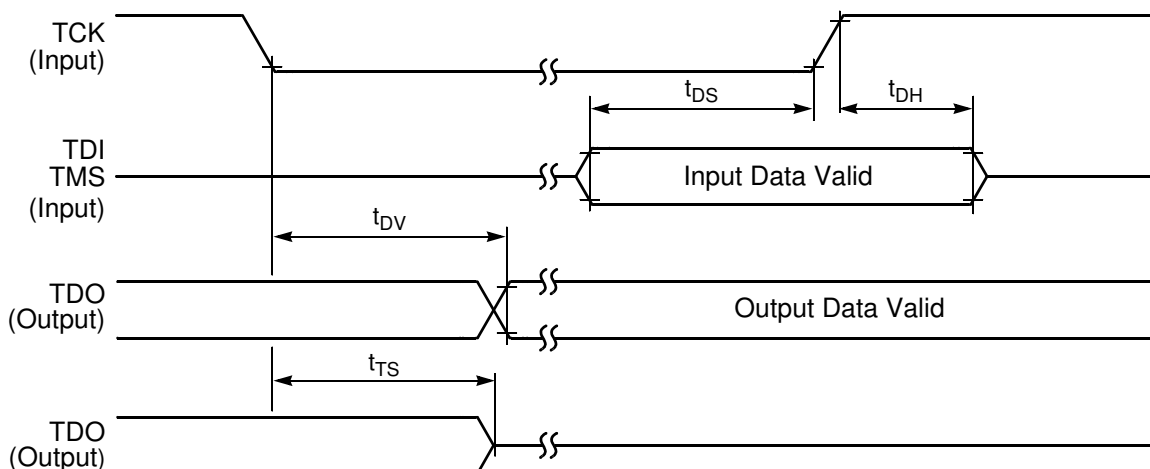 TCK
(Input)
tDS
tDH
TDI
TMS
(Input)
Input Data Valid
tDV
TDO
(Output)
Output Data Valid
tTS
TDO
(Output)